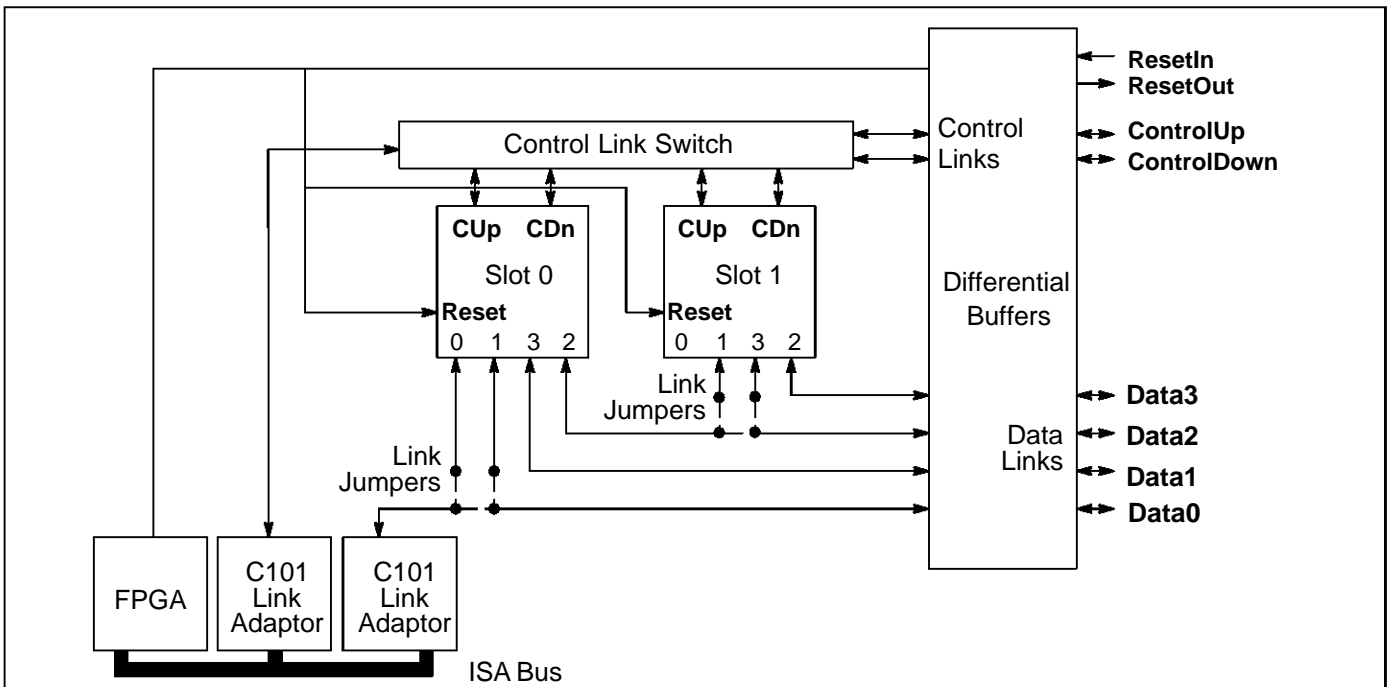 ResetIn
ResetOut
Control Link Switch
Control
Links
ControlUp
ControlDown
CUp CDn
Slot 0
Reset
0 1 3 2
CUp CDn
Slot 1
Reset
0 1 3 2
Differential
Buffers
Link
Jumpers
Link
Jumpers
Data
Links
Data3
Data2
Data1
Data0
FPGA
C101
Link
Adaptor
C101
Link
Adaptor
ISA Bus